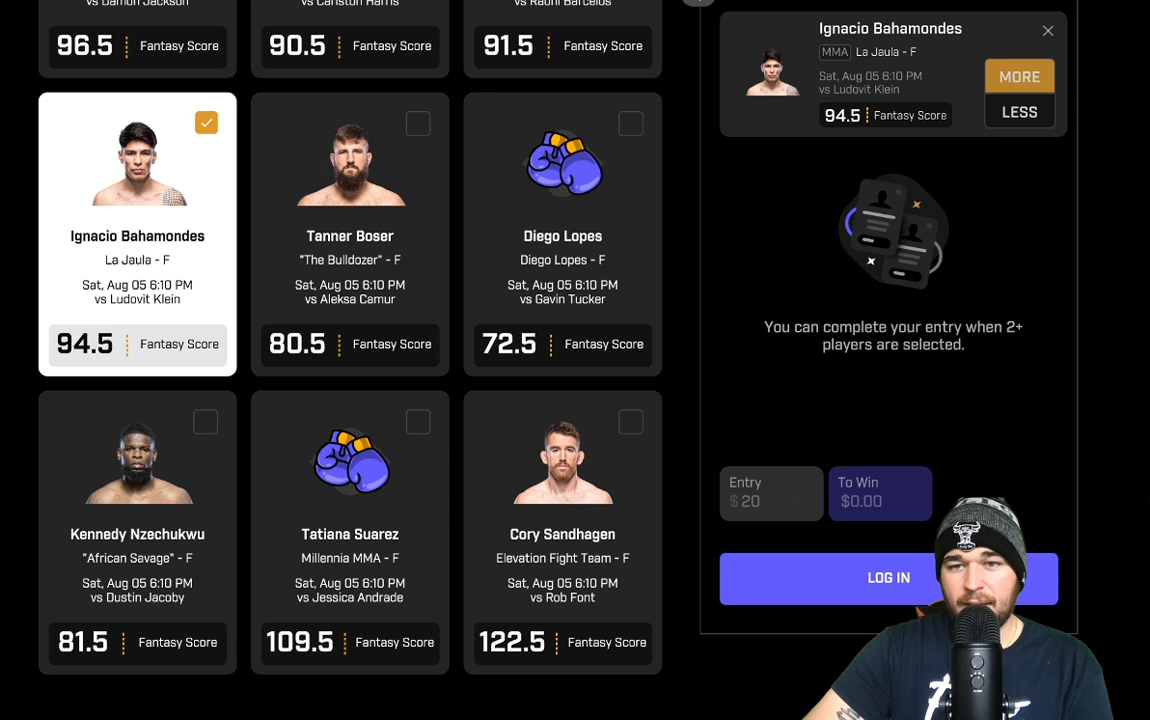 vs Damon Jackson
vs Carlston Harris
vs Raoni Barcelos
96.5 Fantasy Score
90.5 Fantasy Score
91.5 Fantasy Score
Ignacio Bahamondes
La Jaula - F
Sat, Aug 05 6:10 PM
vs Ludovit Klein
94.5 Fantasy Score
Tanner Boser
"The Bulldozer" - F
Sat, Aug 05 6:10 PM
vs Aleksa Camur
80.5 Fantasy Score
Diego Lopes
Diego Lopes - F
Sat, Aug 05 6:10 PM
vs Gavin Tucker
72.5 Fantasy Score
Kennedy Nzechukwu
"African Savage" - F
Sat, Aug 05 6:10 PM
vs Dustin Jacoby
81.5 Fantasy Score
Tatiana Suarez
Millennia MMA - F
Sat, Aug 05 6:10 PM
vs Jessica Andrade
109.5 Fantasy Score
Cory Sandhagen
Elevation Fight Team - F
Sat, Aug 05 6:10 PM
vs Rob Font
122.5 Fantasy Score
Ignacio Bahamondes
MMA La Jaula - F
Sat, Aug 05 6:10 PM
vs Ludovit Klein
94.5 Fantasy Score
MORE
LESS
You can complete your entry when 2+
players are selected.
Entry
$ 20
To Win
$0.00
LOG IN